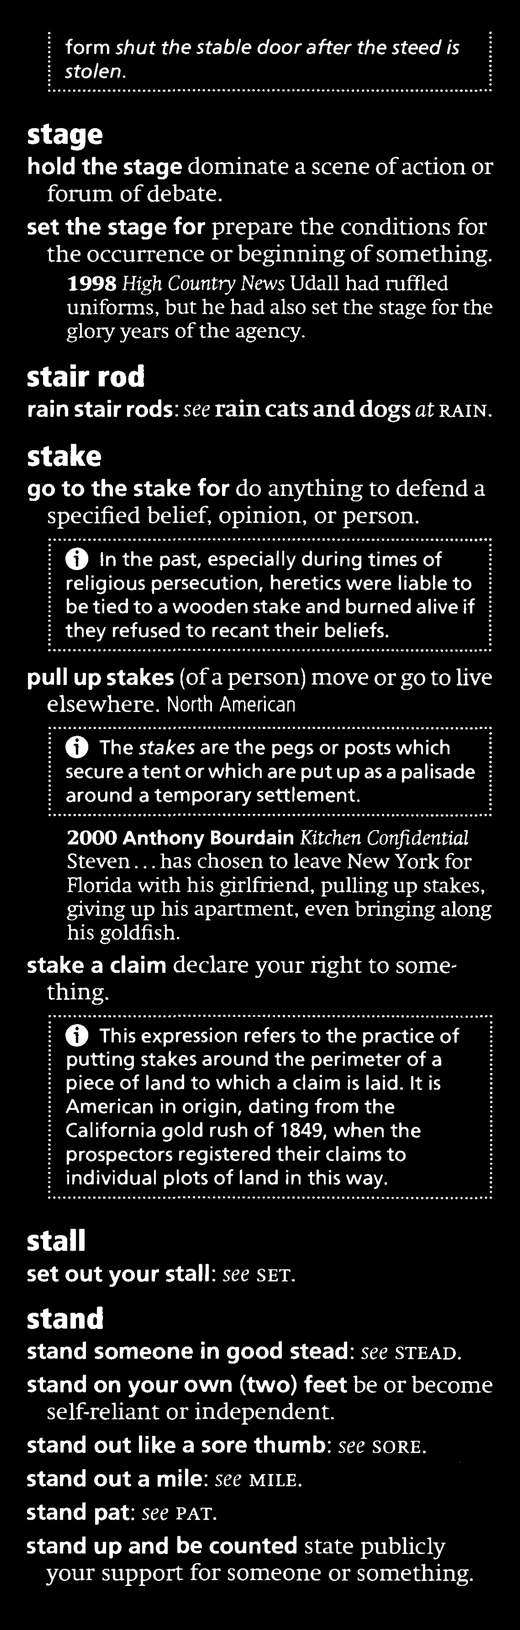 form shut the stable door after the steed is
stolen.
stage
hold the stage dominate a scene of action or
forum of debate.
set the stage for prepare the conditions for
the occurrence or beginning of something.
1998 High Country News Udall had ruffled
uniforms, but he had also set the stage for the
glory years of the agency.
stair rod
rain stair rods: see rain cats and dogs at RAIN.
stake
go to the stake for do anything to defend a
specified belief, opinion, or person.
i In the past, especially during times of
religious persecution, heretics were liable to
be tied to a wooden stake and burned alive if
they refused to recant their beliefs.
pull up stakes (of a person) move or go to live
elsewhere. North American
i The stakes are the pegs or posts which
secure a tent or which are put up as a palisade
around a temporary settlement.
2000 Anthony Bourdain Kitchen Confidential
Steven... has chosen to leave New York for
Florida with his girlfriend, pulling up stakes,
giving up his apartment, even bringing along
his goldfish.
stake a claim declare your right to some-
thing.
i This expression refers to the practice of
putting stakes around the perimeter of a
piece of land to which a claim is laid. It is
American in origin, dating from the
California gold rush of 1849, when the
prospectors registered their claims to
individual plots of land in this way.
stall
set out your stall: see SET.
stand
stand someone in good stead: see STEAD.
stand on your own (two) feet be or become
self-reliant or independent.
stand out like a sore thumb: see SORE.
stand out a mile: see MILE.
stand pat: see PAT.
stand up and be counted state publicly
your support for someone or something.